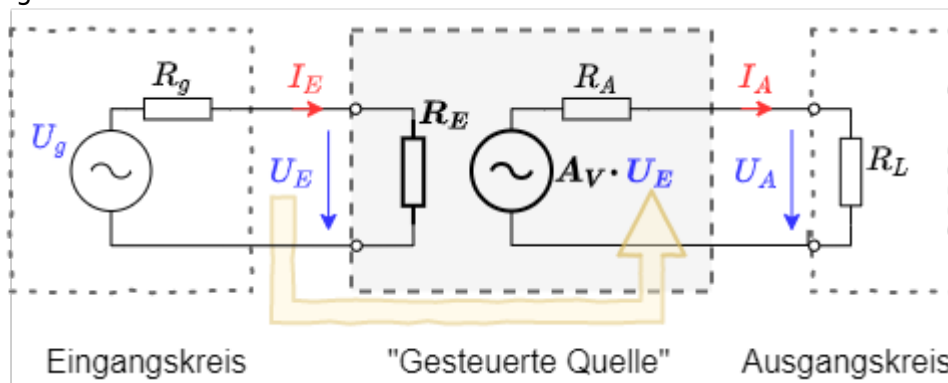 g
R_g
I_E
R_E
R_A
I_A
U_g
U_E
A_V · U_E
U_A
R_L
Eingangskreis
"Gesteuerte Quelle"
Ausgangskreis